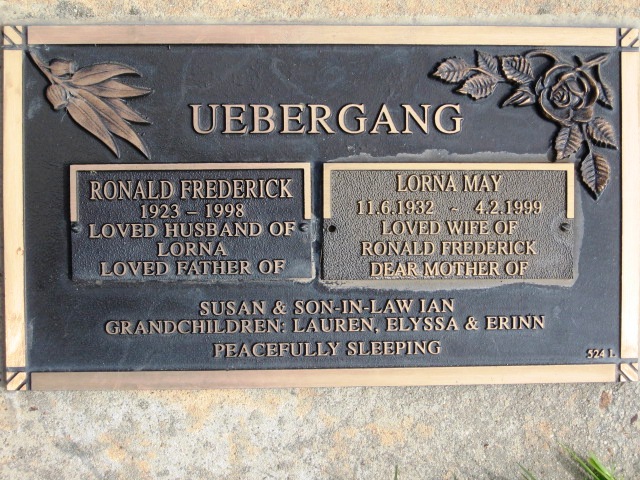 UEBERGANG
RONALD FREDERICK
1923 – 1998
LOVED HUSBAND OF
LORNA
LOVED FATHER OF
LORNA MAY
11.6.1932 ~ 4.2.1999
LOVED WIFE OF
RONALD FREDERICK
DEAR MOTHER OF
SUSAN & SON-IN-LAW IAN
GRANDCHILDREN: LAUREN, ELYSSA & ERINN
PEACEFULLY SLEEPING
524 L